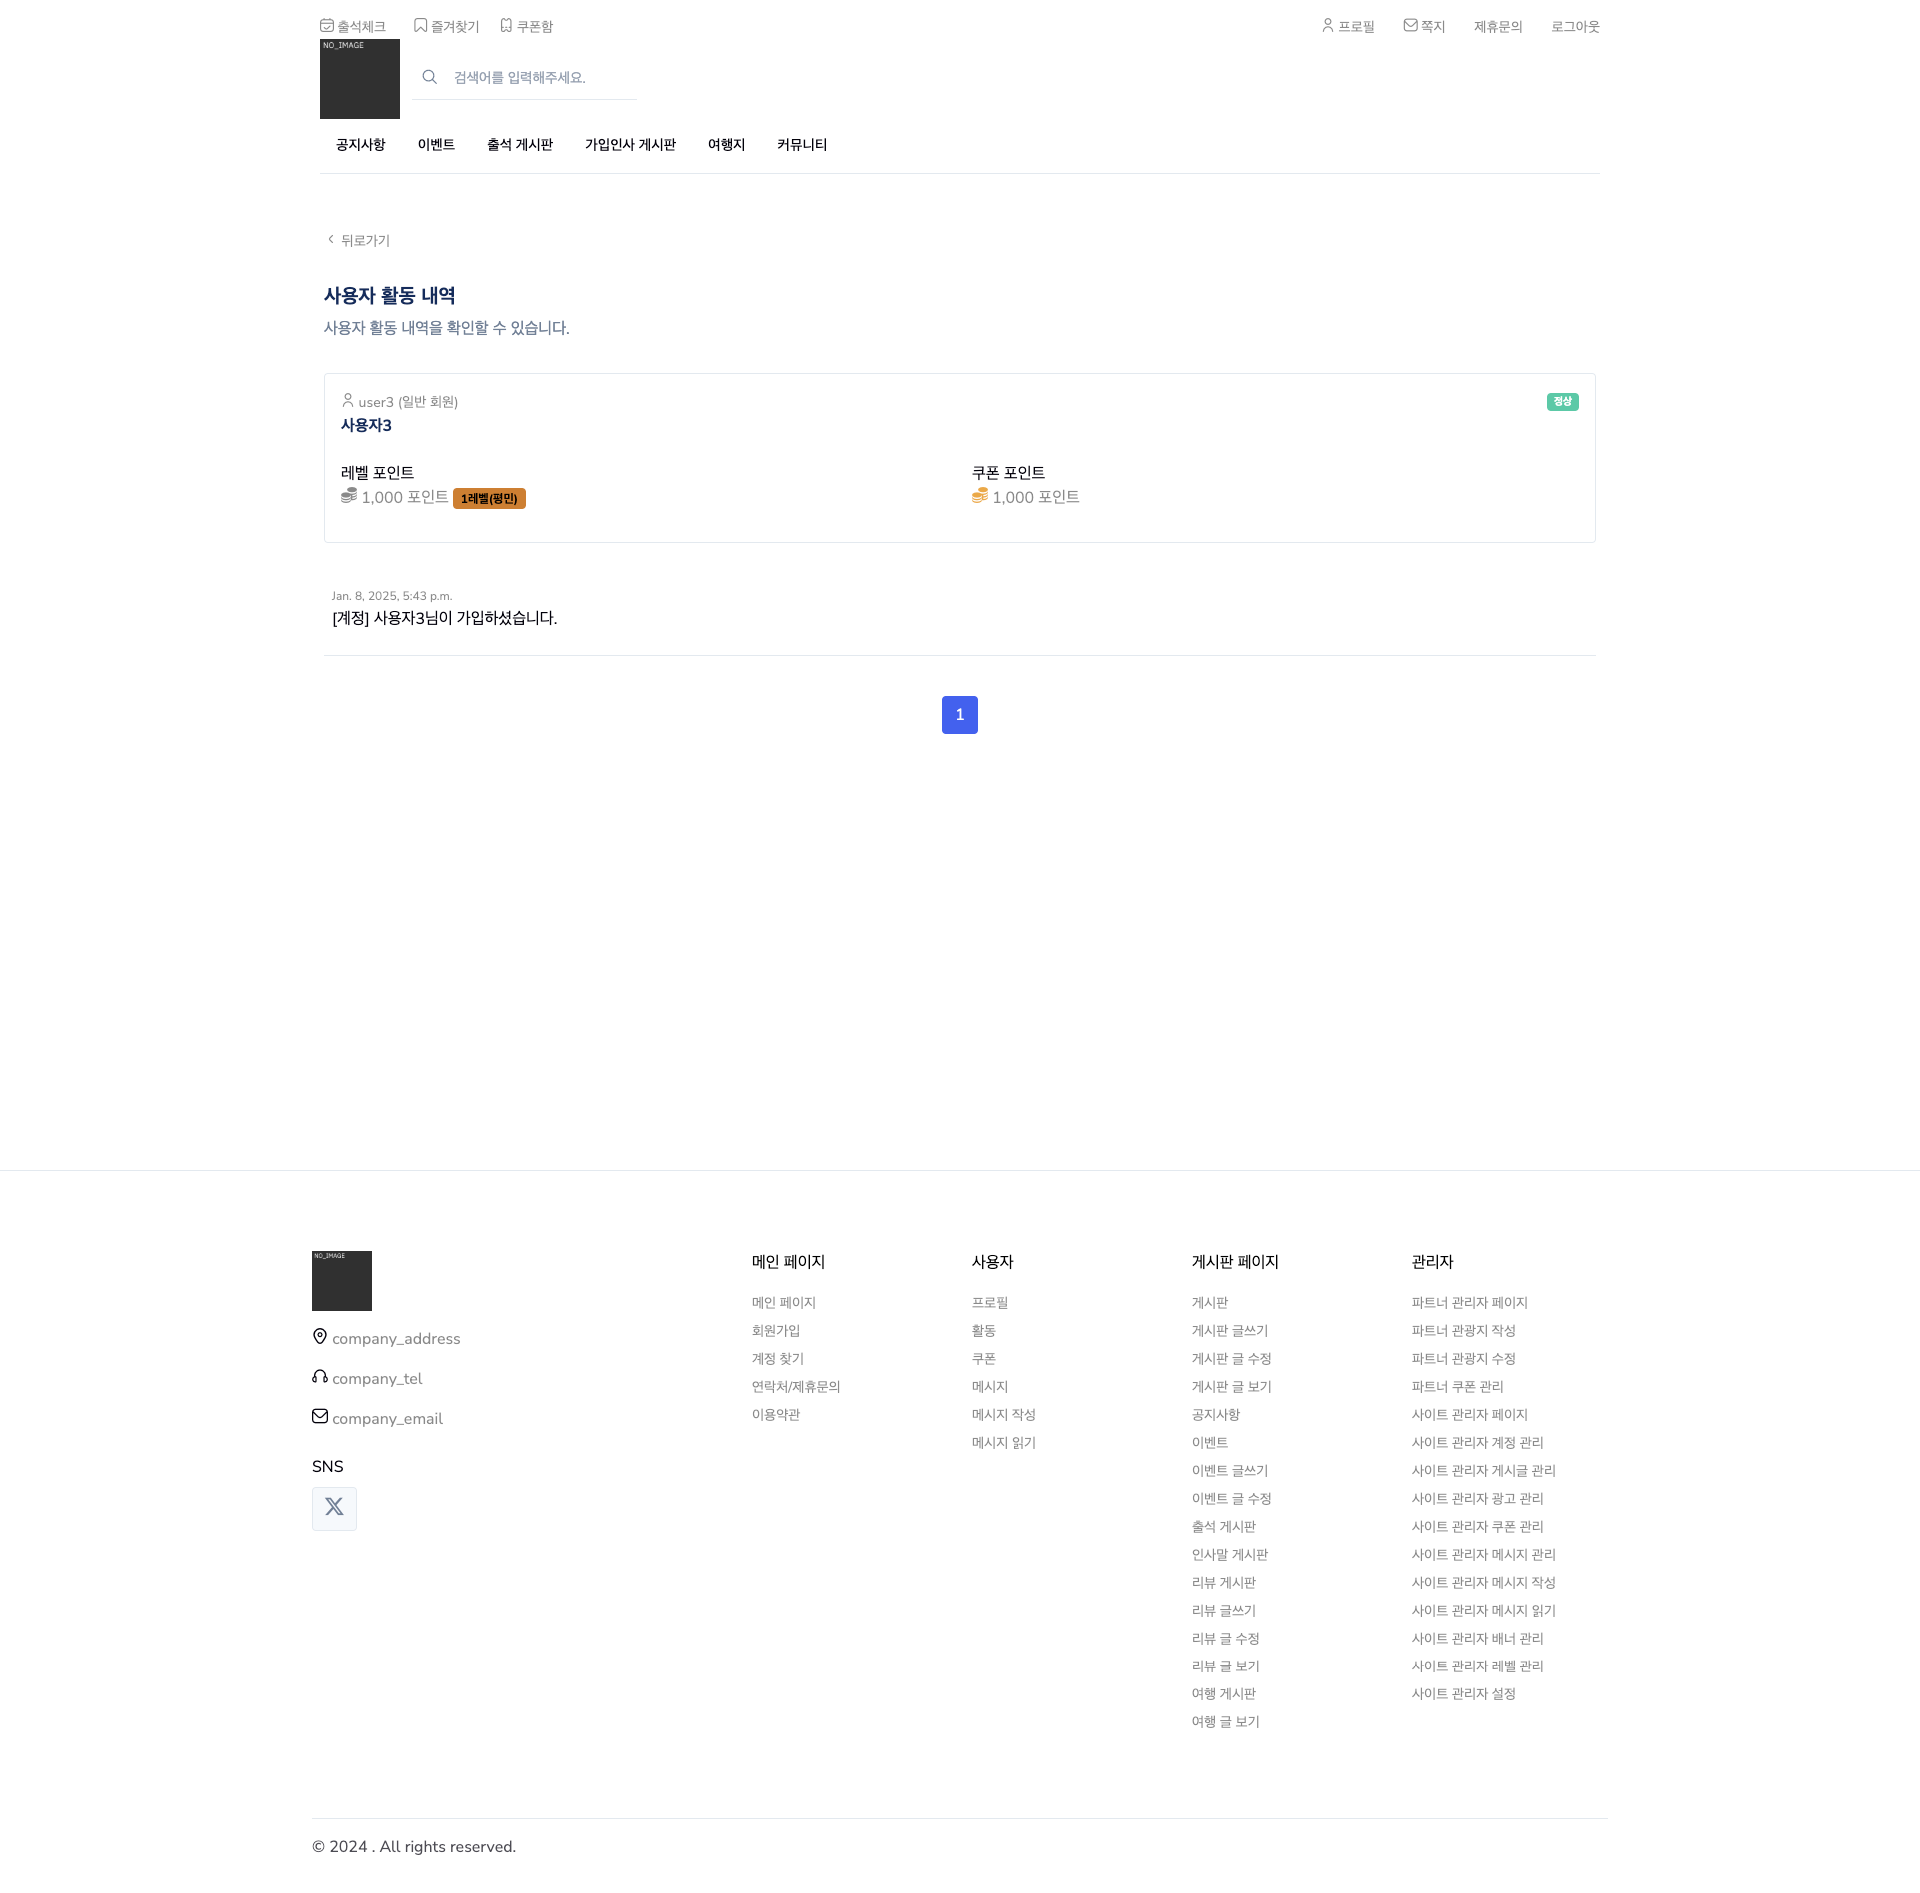 출석체크 즐겨찾기 쿠폰함 프로필 쪽지 제휴문의 로그아웃
NO_IMAGE
검색어를 입력해주세요.
공지사항 이벤트 출석 게시판 가입인사 게시판 여행지 커뮤니티
뒤로가기
사용자 활동 내역
사용자 활동 내역을 확인할 수 있습니다.
user3 (일반 회원) 정상
사용자3
레벨 포인트 쿠폰 포인트
1,000 포인트 1레벨(평민) 1,000 포인트
Jan. 8, 2025, 5:43 p.m.
[계정] 사용자3님이 가입하셨습니다.
1
NO_IMAGE
company_address
company_tel
company_email
SNS
메인 페이지
메인 페이지
회원가입
계정 찾기
연락처/제휴문의
이용약관
사용자
프로필
활동
쿠폰
메시지
메시지 작성
메시지 읽기
게시판 페이지
게시판
게시판 글쓰기
게시판 글 수정
게시판 글 보기
공지사항
이벤트
이벤트 글쓰기
이벤트 글 수정
출석 게시판
인사말 게시판
리뷰 게시판
리뷰 글쓰기
리뷰 글 수정
리뷰 글 보기
여행 게시판
여행 글 보기
관리자
파트너 관리자 페이지
파트너 관광지 작성
파트너 관광지 수정
파트너 쿠폰 관리
사이트 관리자 페이지
사이트 관리자 계정 관리
사이트 관리자 게시글 관리
사이트 관리자 광고 관리
사이트 관리자 쿠폰 관리
사이트 관리자 메시지 관리
사이트 관리자 메시지 작성
사이트 관리자 메시지 읽기
사이트 관리자 배너 관리
사이트 관리자 레벨 관리
사이트 관리자 설정
© 2024 . All rights reserved.